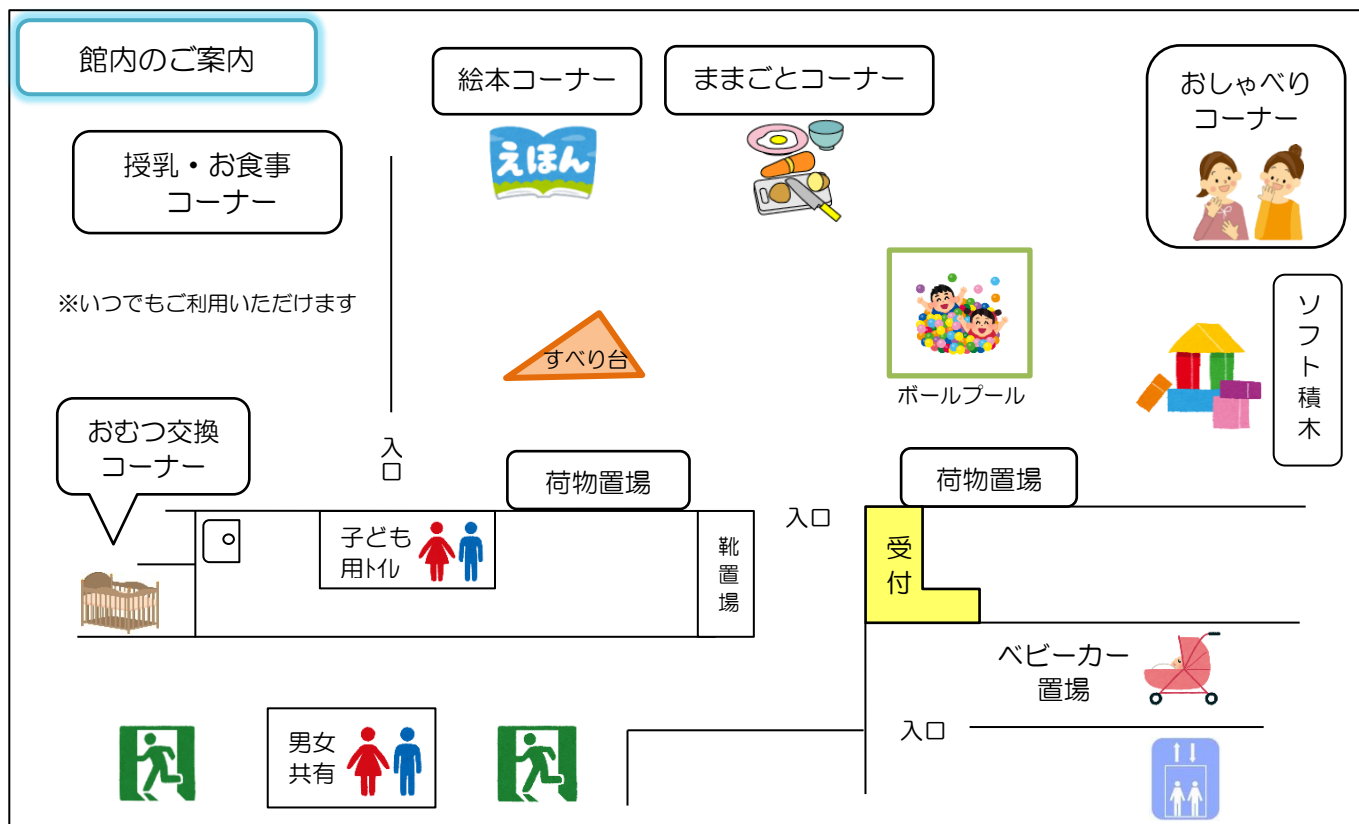 館内のご案内
絵本コーナー
ままごとコーナー
おしゃべり
コーナー
授乳・お食事
コーナー
えほん
※いつでもご利用いただけます
すべり台
ボールプール
ソフト積木
おむつ交換
コーナー
入口
荷物置場
荷物置場
子ども
用トイレ
靴置場
入口
受付
ベビーカー
置場
男女
共有
入口